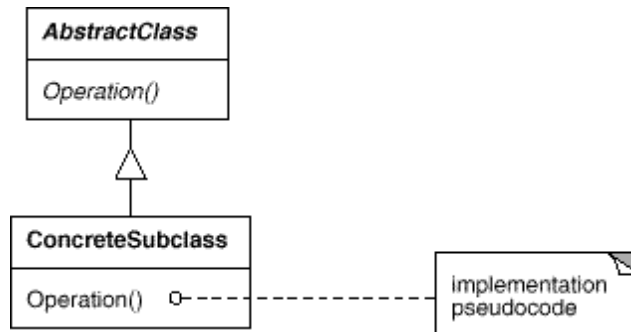 AbstractClass
Operation()
ConcreteSubclass
Operation()
implementation
pseudocode